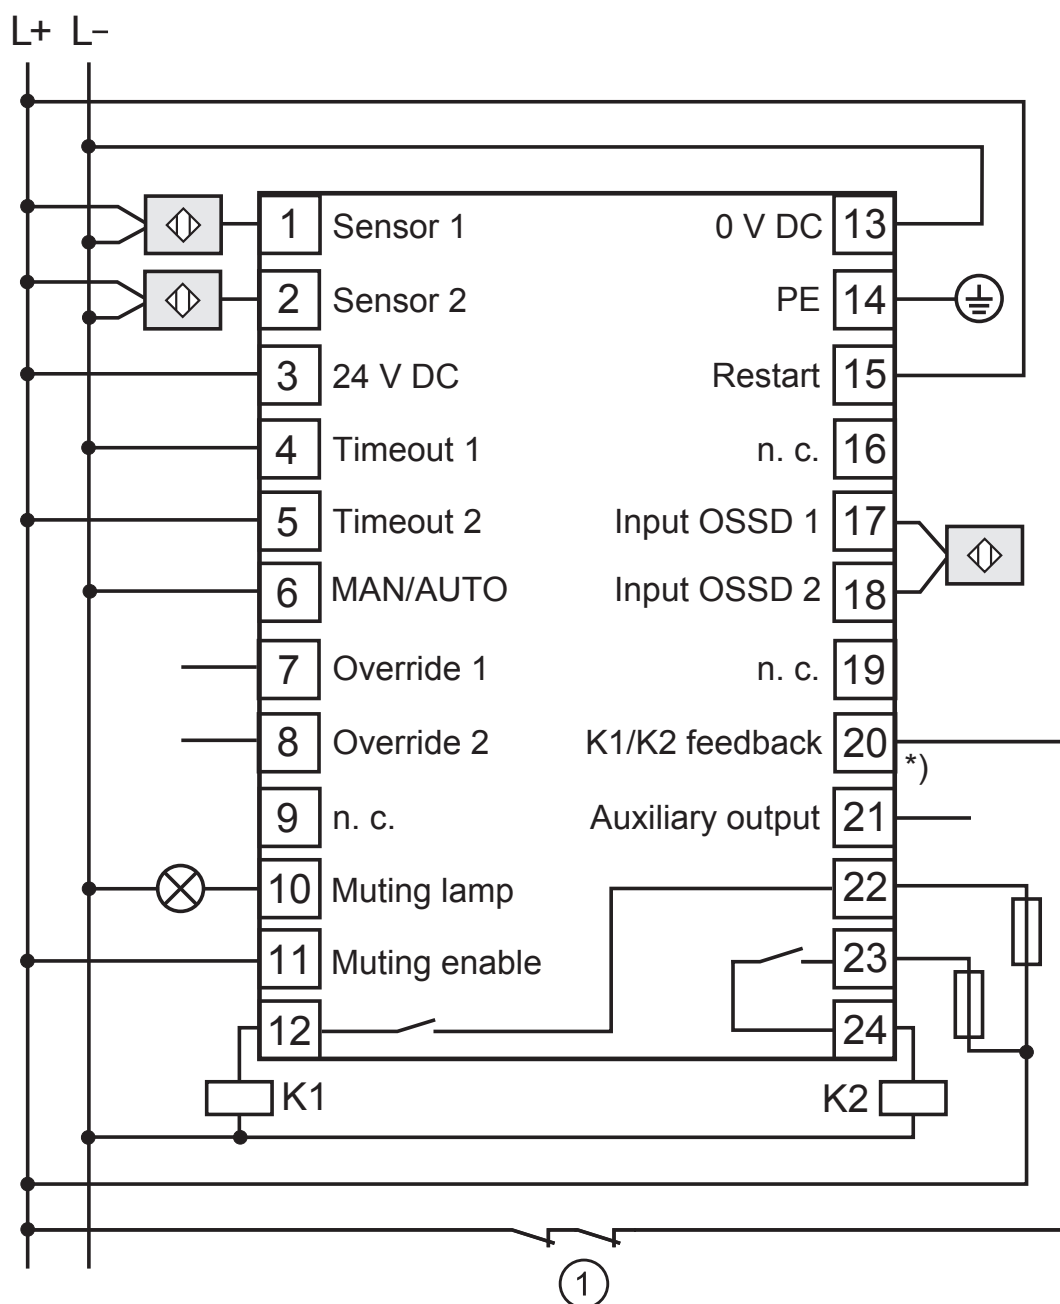 L+ L−
1 Sensor 1 0 V DC 13
2 Sensor 2 PE 14
3 24 V DC Restart 15
4 Timeout 1 n. c. 16
5 Timeout 2 Input OSSD 1 17
6 MAN/AUTO Input OSSD 2 18
7 Override 1 n. c. 19
8 Override 2 K1/K2 feedback 20
*)
9 n. c. Auxiliary output 21
10 Muting lamp 22
11 Muting enable 23
12 24
K1 K2
1